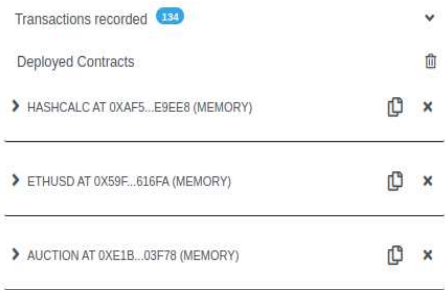 Transactions recorded 134
Deployed Contracts
HASHCALC AT 0XAF5...E9EE8 (MEMORY)
ETHUSD AT 0X59F...616FA (MEMORY)
AUCTION AT 0XE1B...03F78 (MEMORY)